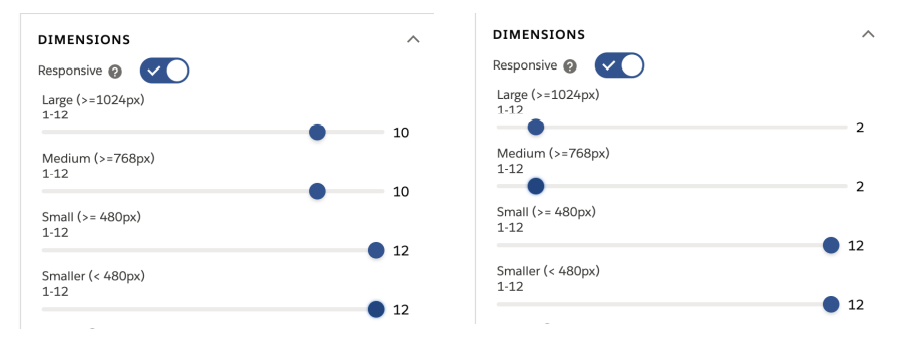 DIMENSIONS
Responsive ?
Large (>=1024px)
1-12
10
Medium (>=768px)
1-12
10
Small (>= 480px)
1-12
12
Smaller (< 480px)
1-12
12
DIMENSIONS
Responsive ?
Large (>=1024px)
1-12
2
Medium (>=768px)
1-12
2
Small (>= 480px)
1-12
12
Smaller (< 480px)
1-12
12